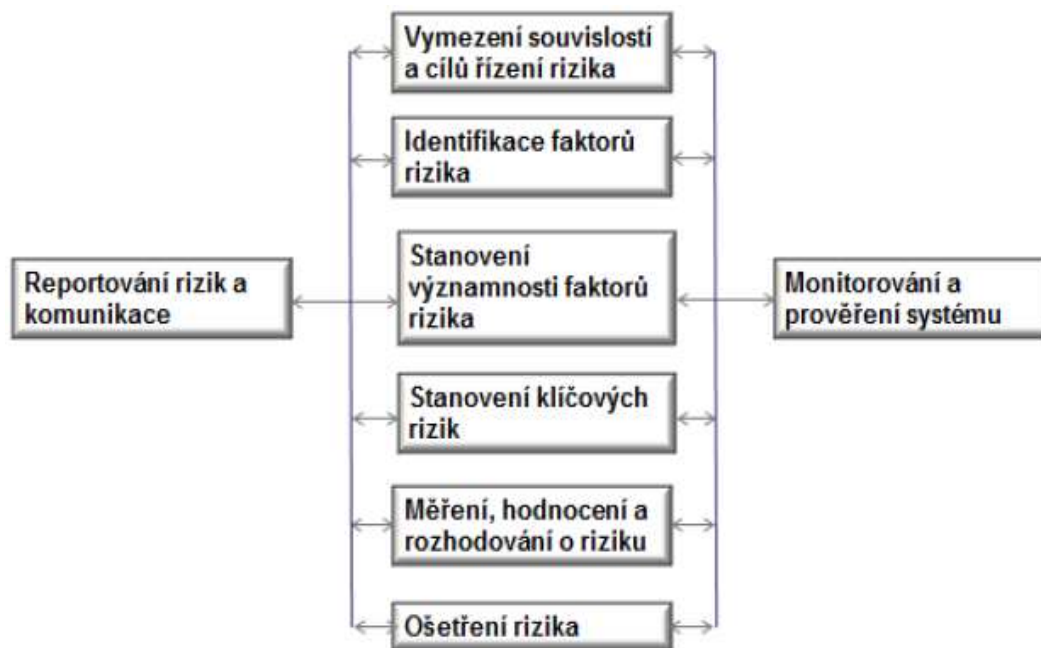 Vymezení souvislostí
a cílů řízení rizika
Identifikace faktorů
rizika
Stanovení
významnosti faktorů
rizika
Reportování rizik a
komunikace
Monitorování a
prověření systému
Stanovení klíčových
rizik
Měření, hodnocení a
rozhodování o riziku
Ošetření rizika